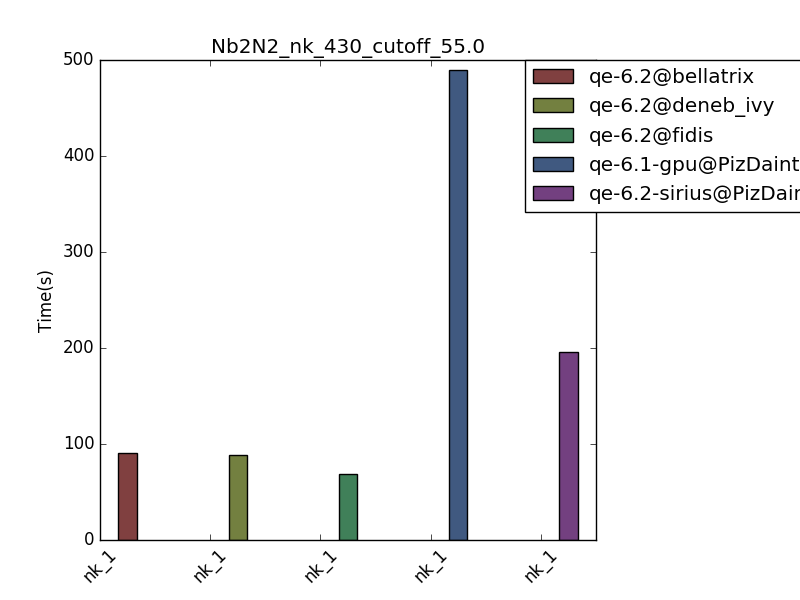 Nb2N2_nk_430_cutoff_55.0
500
400
300
200
100
0
Time(s)
nk_1
nk_1
nk_1
nk_1
nk_1
qe-6.2@bellatrix
qe-6.2@deneb_ivy
qe-6.2@fidis
qe-6.1-gpu@PizDaint
qe-6.2-sirius@PizDain